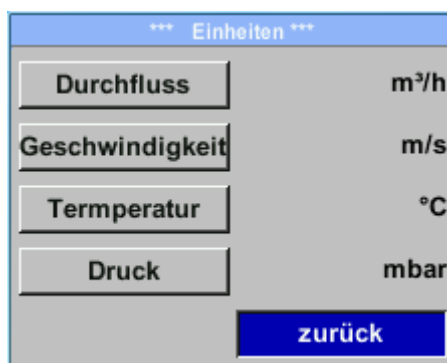 *** Einheiten ***
Durchfluss m³/h
Geschwindigkeit m/s
Termperatur °C
Druck mbar
zurück